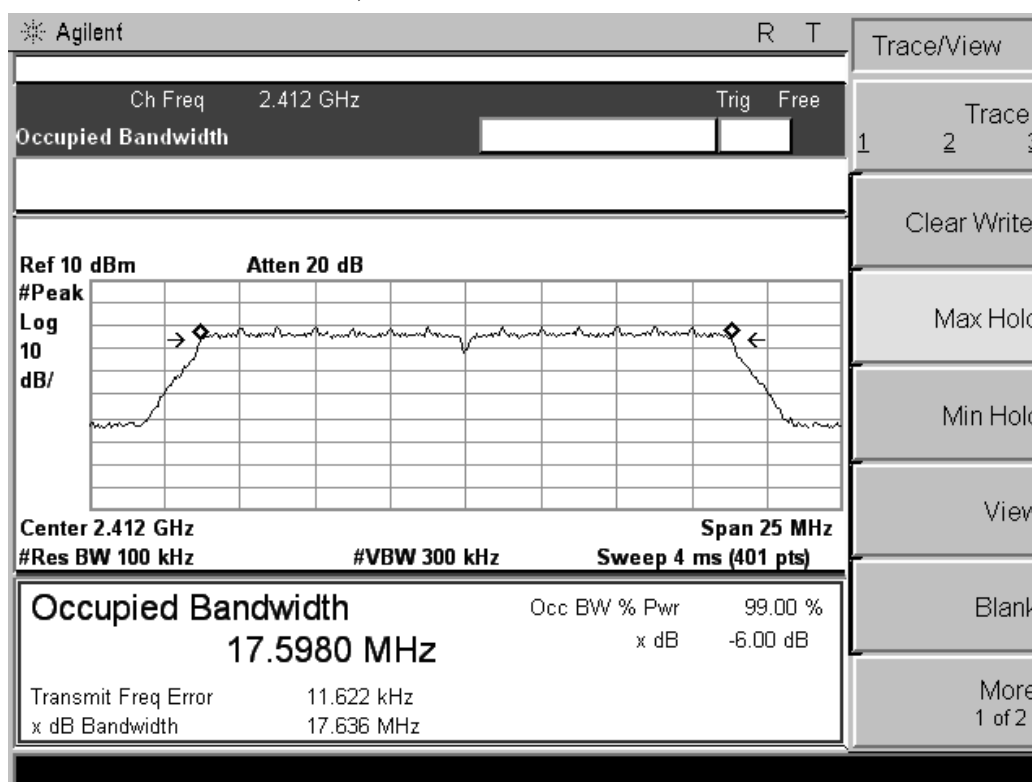 Agilent R T
Trace/View
Ch Freq 2.412 GHz Trig Free
Occupied Bandwidth
Trace
1 2
Clear Write
Ref 10 dBm Atten 20 dB
#Peak
Log
10
dB/
Max Hold
Min Hold
View
Center 2.412 GHz Span 25 MHz
#Res BW 100 kHz #VBW 300 kHz Sweep 4 ms (401 pts)
Occupied Bandwidth
17.5980 MHz
Occ BW % Pwr 99.00 %
x dB -6.00 dB
Transmit Freq Error 11.622 kHz
x dB Bandwidth 17.636 MHz
Blank
More
1 of 2